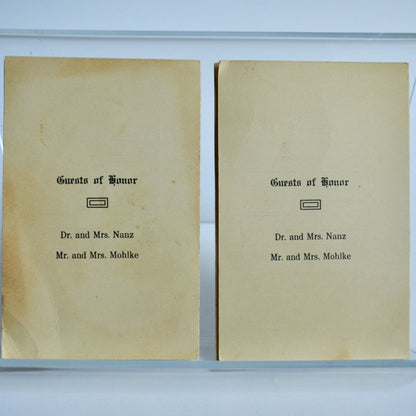 Guests of Honor
Dr. and Mrs. Nanz
Mr. and Mrs. Mohlke
Guests of Honor
Dr. and Mrs. Nanz
Mr. and Mrs. Mohlke